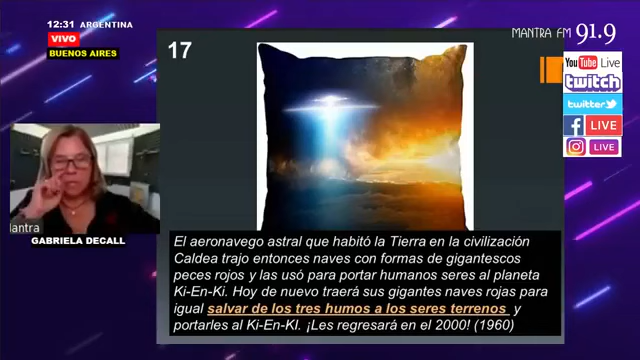 12:31 ARGENTINA
VIVO
BUENOS AIRES
17
MANTRA FM 91.9
YouTube Live
twitch
twitter
LIVE
LIVE
lantra
GABRIELA DECALL
El aeronavego astral que habitó la Tierra en la civilización
Caldea trajo entonces naves con formas de gigantescos
peces rojos y las usó para portar humanos seres al planeta
Ki-En-Ki. Hoy de nuevo traerá sus gigantes naves rojas para
igual salvar de los tres humos a los seres terrenos y
portarles al Ki-En-KI. ¡Les regresará en el 2000! (1960)